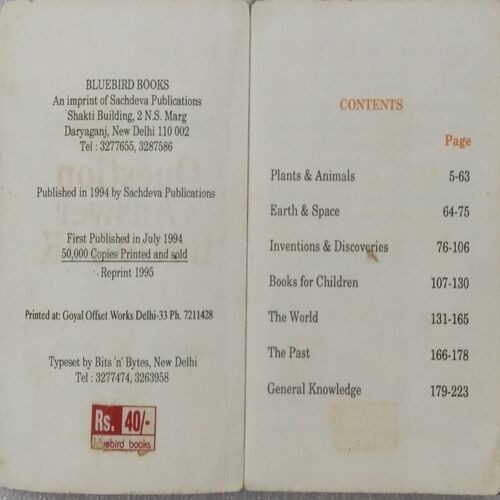 BLUEBIRD BOOKS
An imprint of Sachdeva Publications
Shakti Building, 2 N.S. Marg
Daryaganj, New Delhi 110 002
Tel : 3277655, 3287586
Published in 1994 by Sachdeva Publications
First Published in July 1994
50,000 Copies Printed and sold
Reprint 1995
Printed at: Goyal Offset Works Delhi-33 Ph. 7211428
Typeset by Bits 'n' Bytes, New Delhi
Tel : 3277474, 3263958
Rs. 40/-
bluebird books
CONTENTS
Page
Plants & Animals 5-63
Earth & Space 64-75
Inventions & Discoveries 76-106
Books for Children 107-130
The World 131-165
The Past 166-178
General Knowledge 179-223